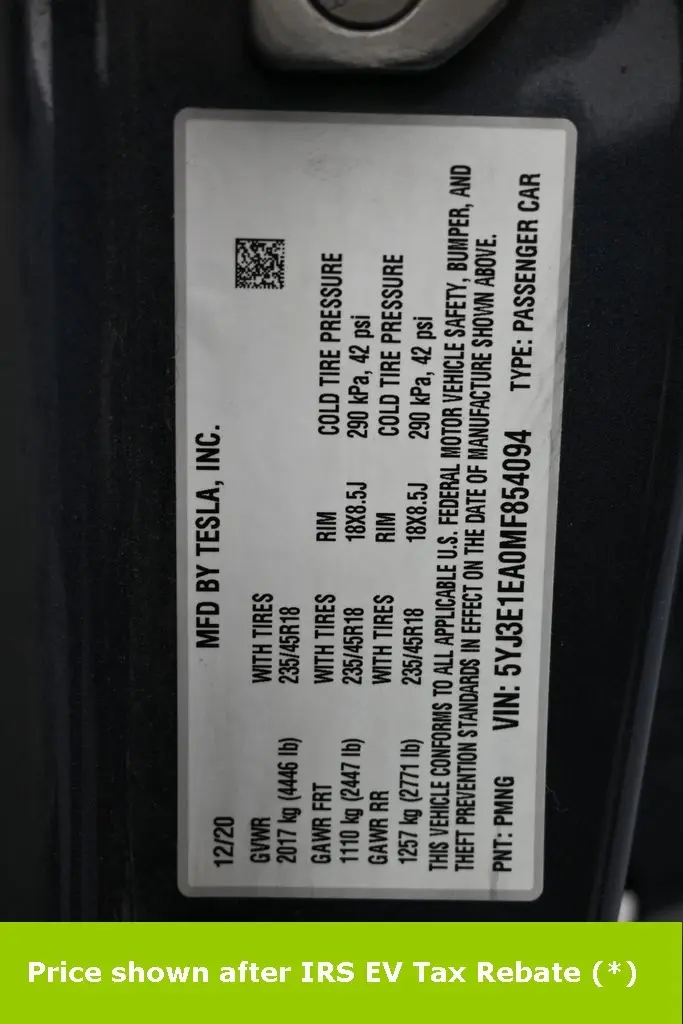 MFD BY TESLA, INC.
12/20
GVWR WITH TIRES
2017 kg (4446 lb) 235/45R18
GAWR FRT WITH TIRES RIM COLD TIRE PRESSURE
1110 kg (2447 lb) 235/45R18 18X8.5J 290 kPa, 42 psi
GAWR RR WITH TIRES RIM COLD TIRE PRESSURE
1257 kg (2771 lb) 235/45R18 18X8.5J 290 kPa, 42 psi
THIS VEHICLE CONFORMS TO ALL APPLICABLE U.S. FEDERAL MOTOR VEHICLE SAFETY, BUMPER, AND
THEFT PREVENTION STANDARDS IN EFFECT ON THE DATE OF MANUFACTURE SHOWN ABOVE.
PNT: PMNG VIN: 5YJ3E1EA0MF854094 TYPE: PASSENGER CAR
Price shown after IRS EV Tax Rebate (*)